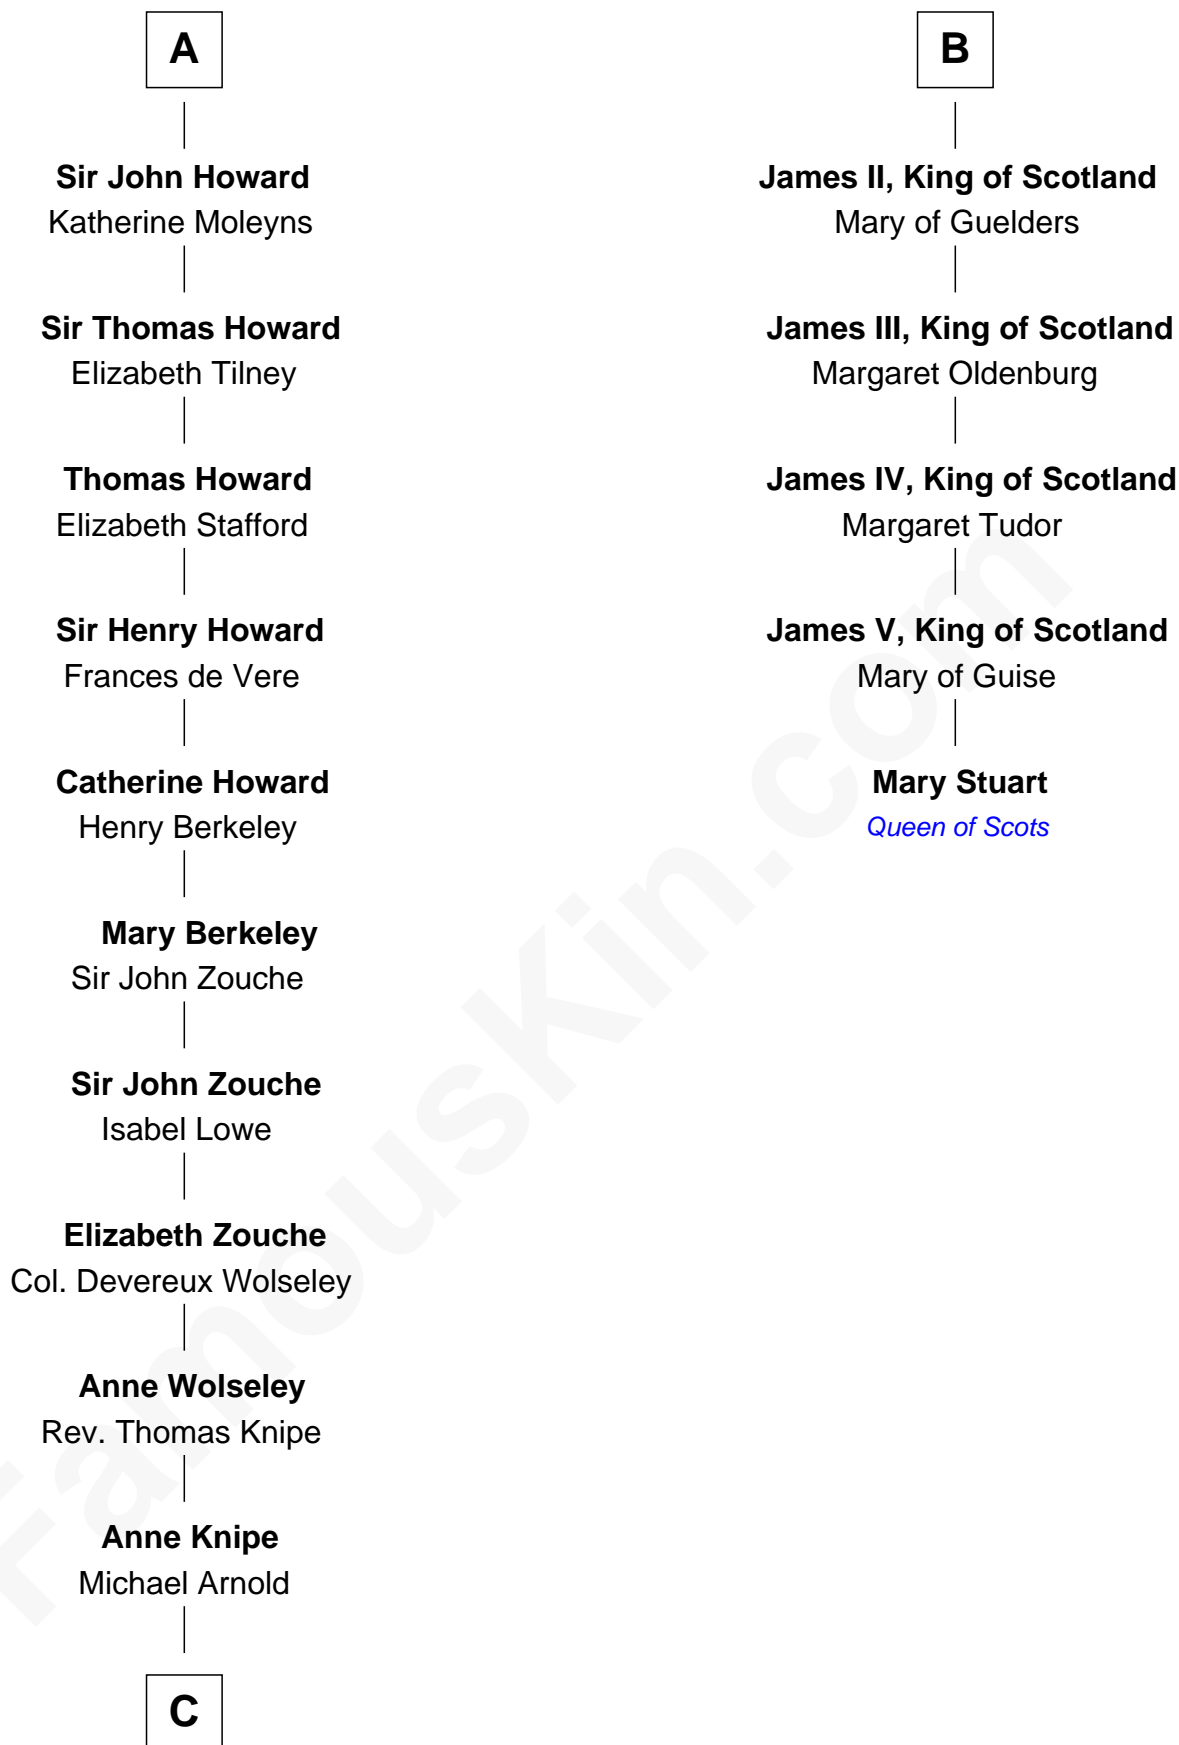 A
Sir John Howard
Katherine Moleyns
Sir Thomas Howard
Elizabeth Tilney
Thomas Howard
Elizabeth Stafford
Sir Henry Howard
Frances de Vere
Catherine Howard
Henry Berkeley
Mary Berkeley
Sir John Zouche
Sir John Zouche
Isabel Lowe
Elizabeth Zouche
Col. Devereux Wolseley
Anne Wolseley
Rev. Thomas Knipe
Anne Knipe
Michael Arnold
C
B
James II, King of Scotland
Mary of Guelders
James III, King of Scotland
Margaret Oldenburg
James IV, King of Scotland
Margaret Tudor
James V, King of Scotland
Mary of Guise
Mary Stuart
Queen of Scots
FamousKin.com